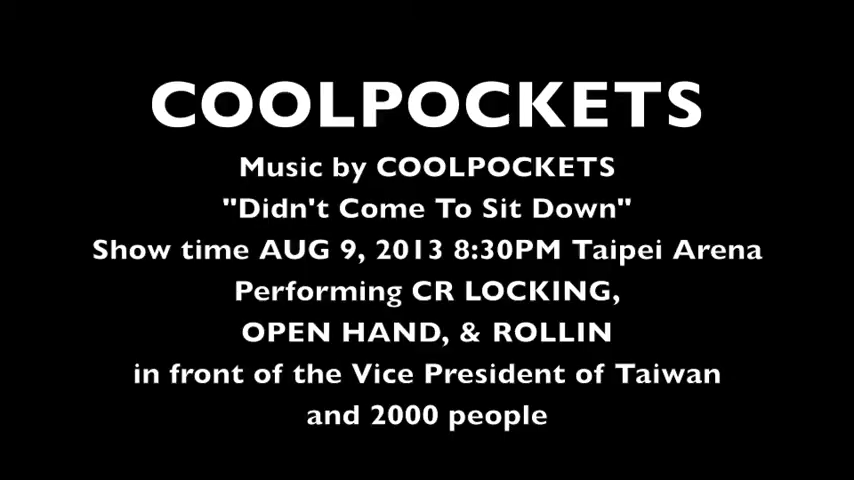 COOLPOCKETS
Music by COOLPOCKETS
"Didn't Come To Sit Down"
Show time AUG 9, 2013 8:30PM Taipei Arena
Performing CR LOCKING,
OPEN HAND, & ROLLIN
in front of the Vice President of Taiwan
and 2000 people